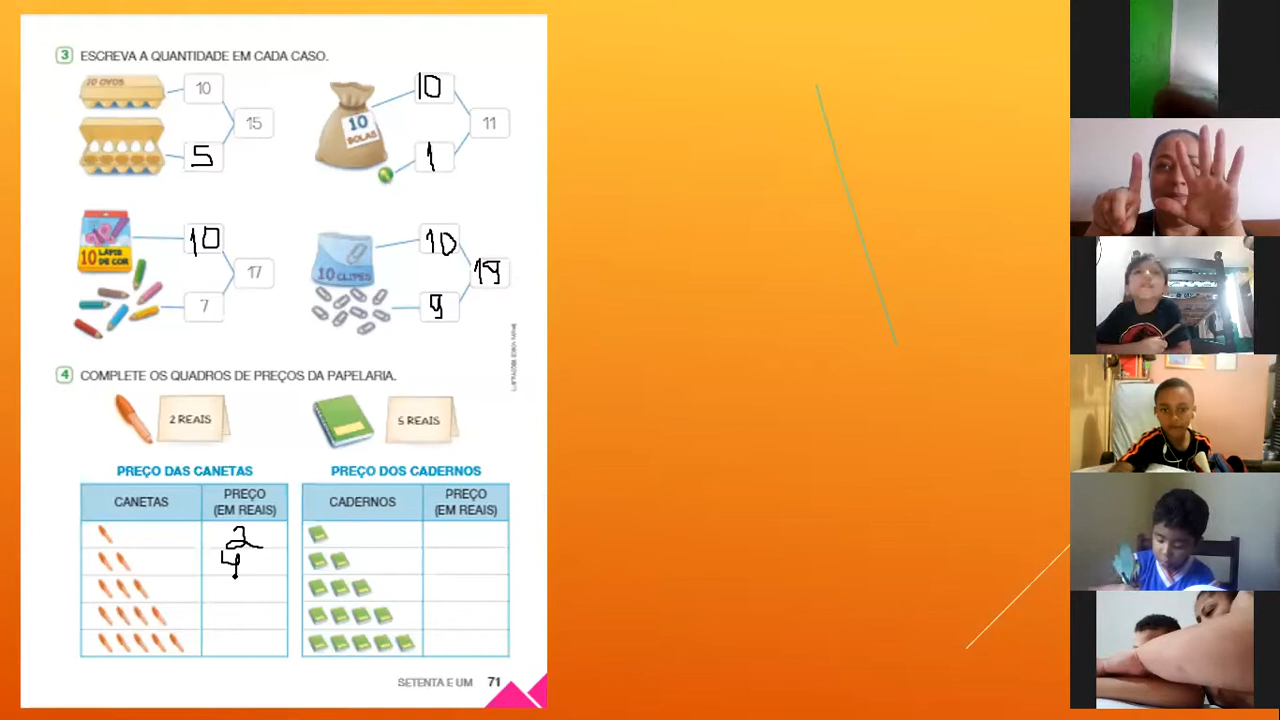 3 ESCREVA A QUANTIDADE EM CADA CASO.
10 OVOS
10
15
5
10 BOLAS
10
11
1
10 LÁPIS DE COR
10
17
7
10 CLIPES
10
19
9
4 COMPLETE OS QUADROS DE PREÇOS DA PAPELARIA.
2 REAIS
5 REAIS
PREÇO DAS CANETAS
CANETAS
PREÇO
(EM REAIS)
2
4
PREÇO DOS CADERNOS
CADERNOS
PREÇO
(EM REAIS)
SETENTA E UM 71